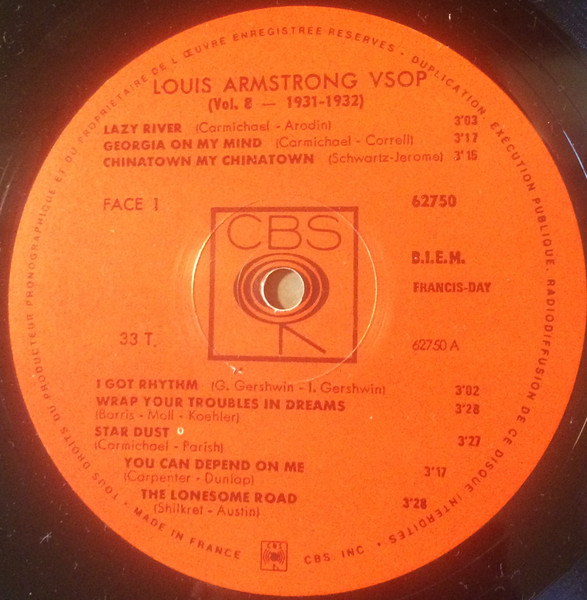 TOUS DROITS DU PRODUCTEUR PHONOGRAPHIQUE ET DU PROPRIÉTAIRE DE L'ŒUVRE ENREGISTRÉE RESERVES - DUPLICATION, EXÉCUTION PUBLIQUE, RADIODIFFUSION DE CE DISQUE INTERDITES •
LOUIS ARMSTRONG VSOP
(Vol. 8 — 1931-1932)
LAZY RIVER (Carmichael - Arodin) 3'03
GEORGIA ON MY MIND (Carmichael - Correll) 3'17
CHINATOWN MY CHINATOWN (Schwartz-Jerome) 3'15
FACE 1 62750
CBS
B.I.E.M.
FRANCIS-DAY
33 T. 62750 A
I GOT RHYTHM (G. Gershwin - I. Gershwin) 3'02
WRAP YOUR TROUBLES IN DREAMS 3'28
(Barris - Moll - Koehler)
STAR DUST 3'27
(Carmichael - Parish)
YOU CAN DEPEND ON ME 3'17
(Carpenter - Dunlap)
THE LONESOME ROAD 3'28
(Shilkret - Austin)
MADE IN FRANCE
CBS
CBS, INC.